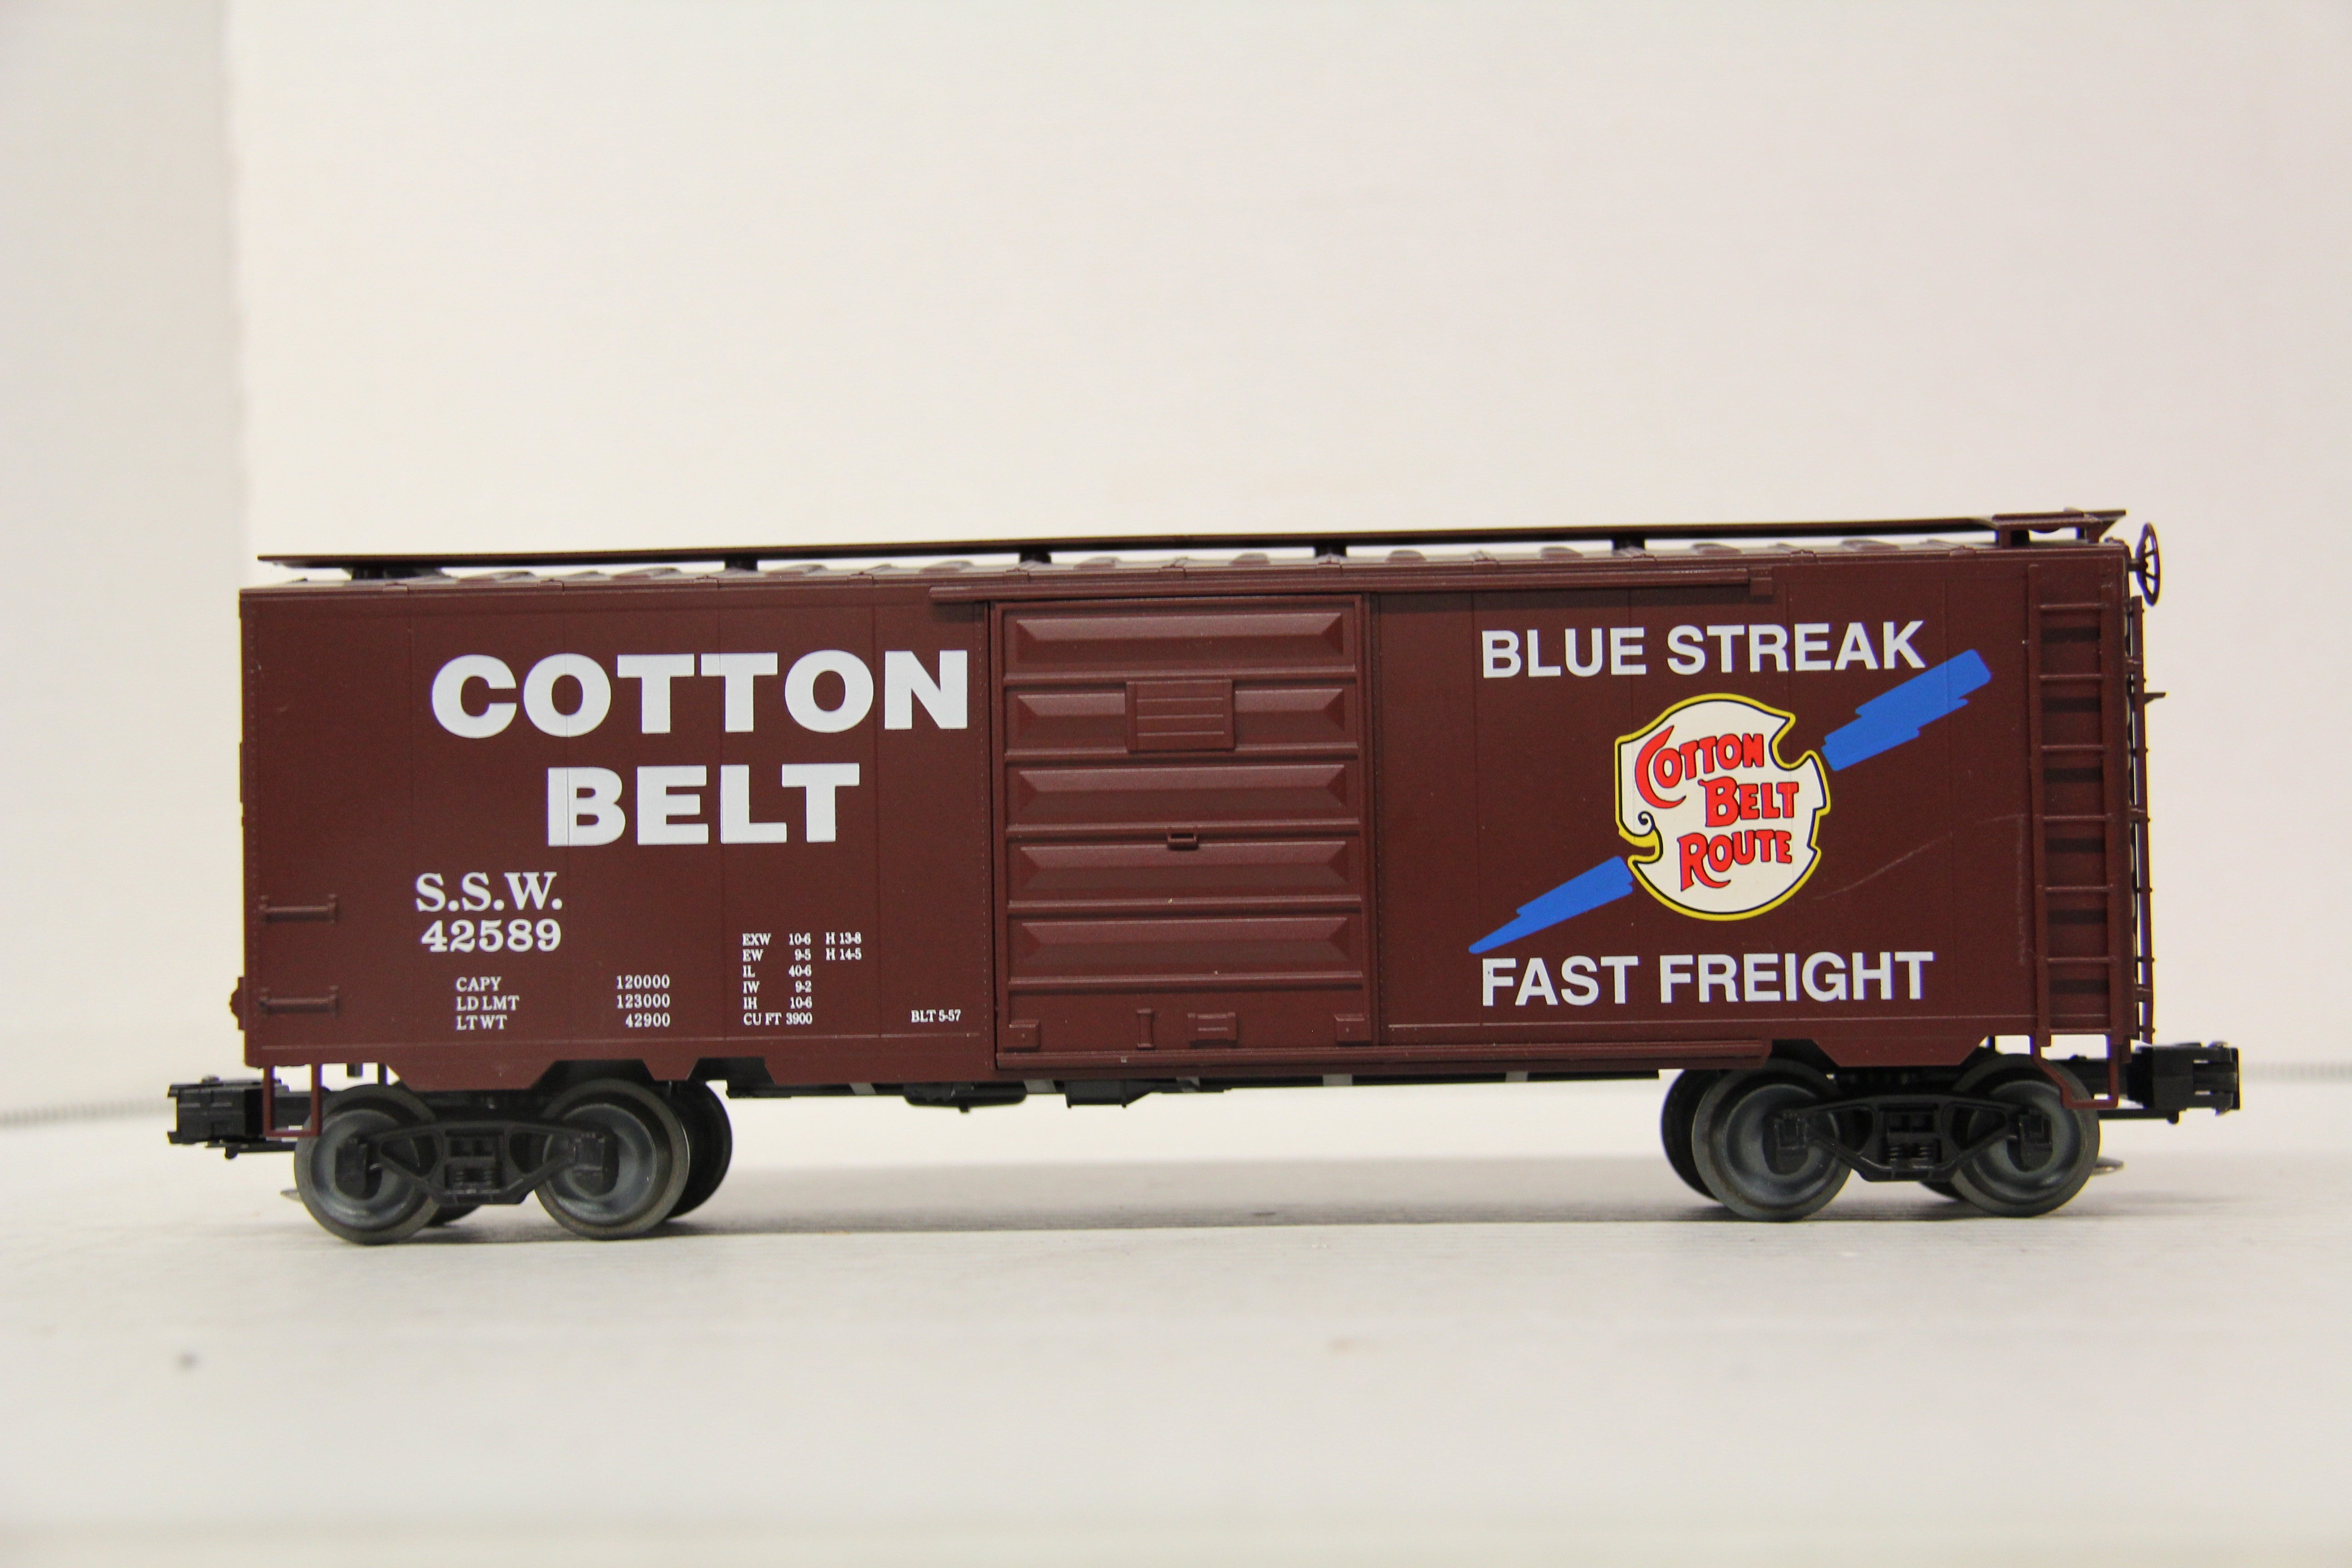 COTTON
BELT
S.S.W.
42589
CAPY 120000
LD LMT 123000
LT WT 42900
EXW 10-6 H 13-8
EW 9-5 H 14-5
IL 40-6
IW 9-2
IH 10-6
CU FT 3900
BLT 5-57
BLUE STREAK
COTTON
BELT
ROUTE
FAST FREIGHT